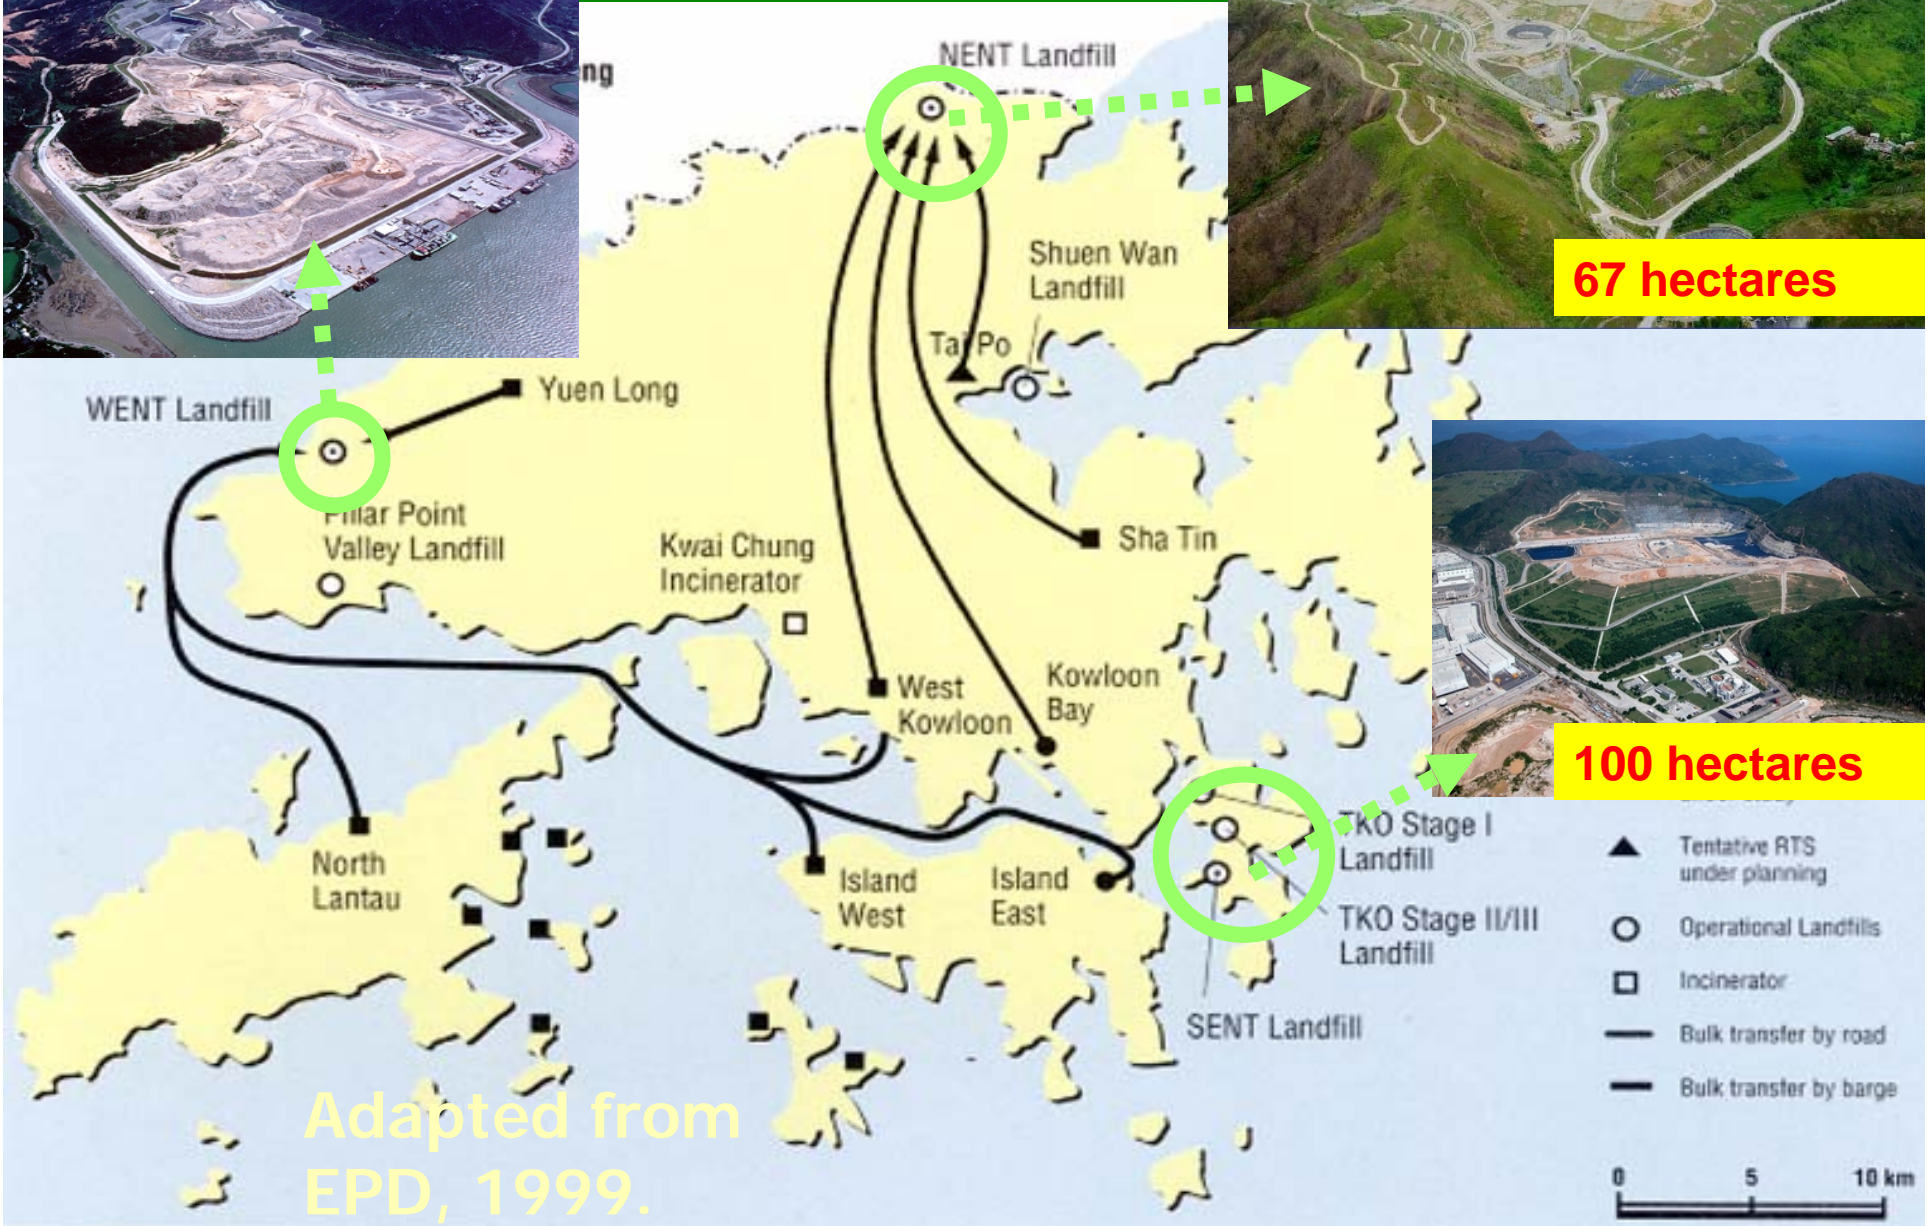 ng
NENT Landfill
67 hectares
Shuen Wan
Landfill
Tai Po
Yuen Long
WENT Landfill
Pillar Point
Valley Landfill
Kwai Chung
Incinerator
Sha Tin
West
Kowloon
Kowloon
Bay
100 hectares
North
Lantau
Island
West
Island
East
TKO Stage I
Landfill
TKO Stage II/III
Landfill
SENT Landfill
under study
Tentative RTS
under planning
Operational Landfills
Incinerator
Bulk transfer by road
Bulk transfer by barge
0 5 10 km
Adapted from
EPD, 1999.